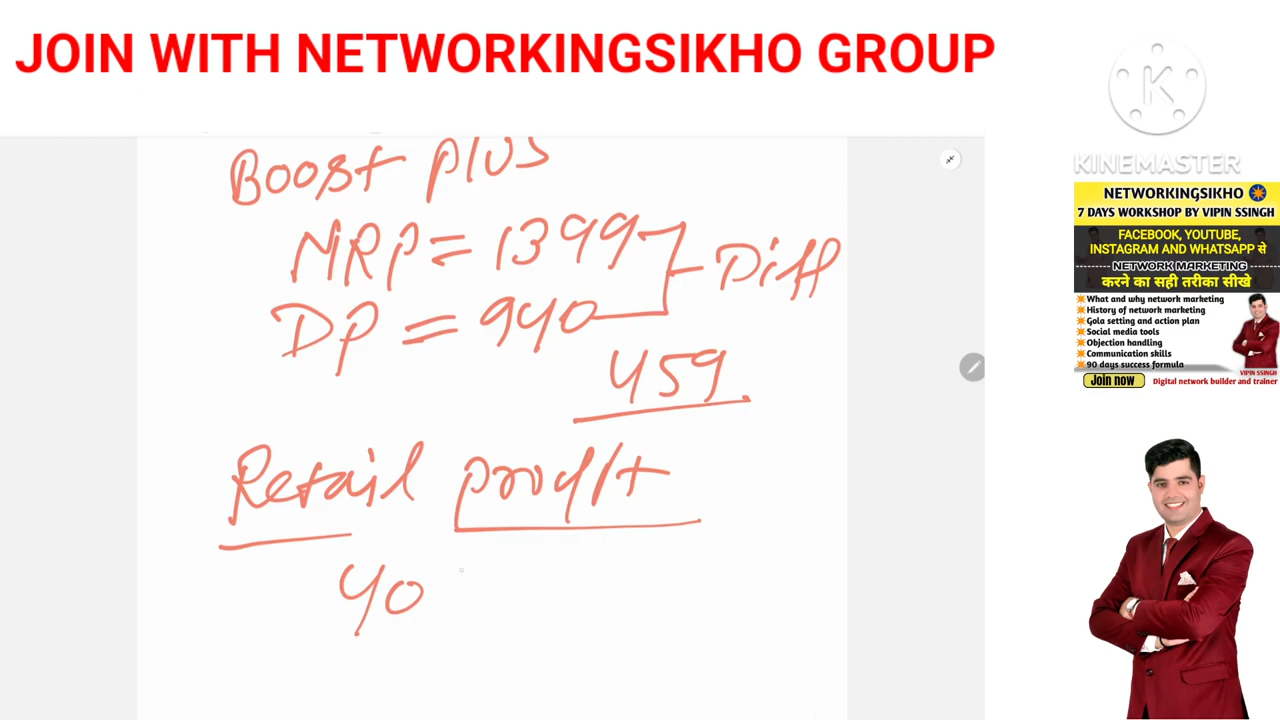 JOIN WITH NETWORKINGSIKHO GROUP
Boost plus
MRP = 1399
DP = 940
Diff
459
Retail profit
40
KINEMASTER
NETWORKINGSIKHO
7 DAYS WORKSHOP BY VIPIN SSINGH
FACEBOOK, YOUTUBE,
INSTAGRAM AND WHATSAPP से
NETWORK MARKETING
करने का सही तरीका सीखे
What and why network marketing
History of network marketing
Gola setting and action plan
Social media tools
Objection handling
Communication skills
90 days success formula
VIPIN SSINGH
Join now
Digital network builder and trainer